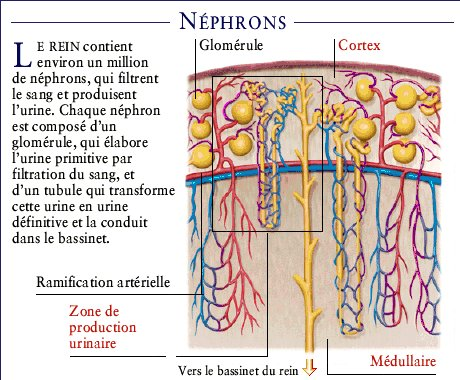 NÉPHRONS
LE REIN contient
environ un million
de néphrons, qui filtrent
le sang et produisent
l'urine. Chaque néphron
est composé d'un
glomérule, qui élabore
l'urine primitive par
filtration du sang, et
d'un tubule qui transforme
cette urine en urine
définitive et la conduit
dans le bassinet.
Glomérule
Cortex
Ramification artérielle
Zone de
production
urinaire
Vers le bassinet du rein
Médullaire